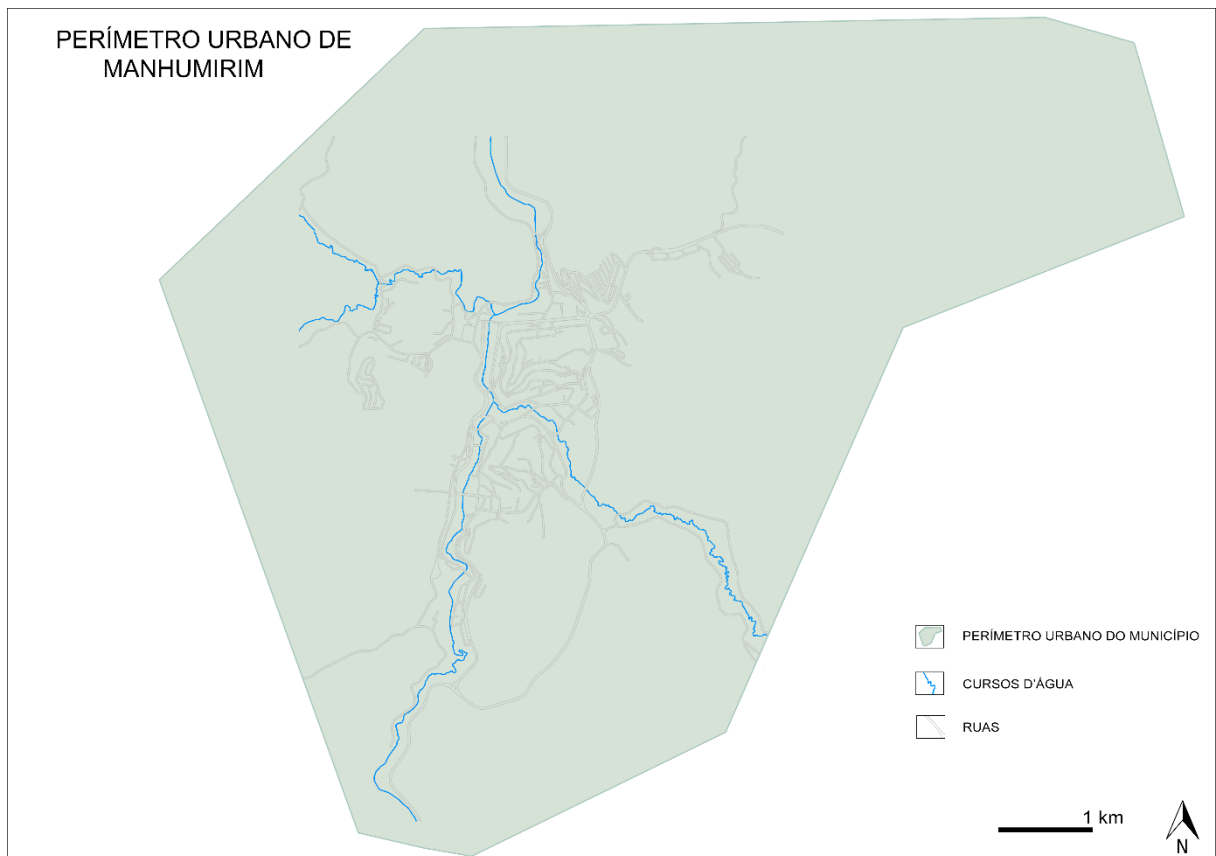 PERÍMETRO URBANO DE
MANHUMIRIM
PERÍMETRO URBANO DO MUNICÍPIO
CURSOS D'ÁGUA
RUAS
1 km
N